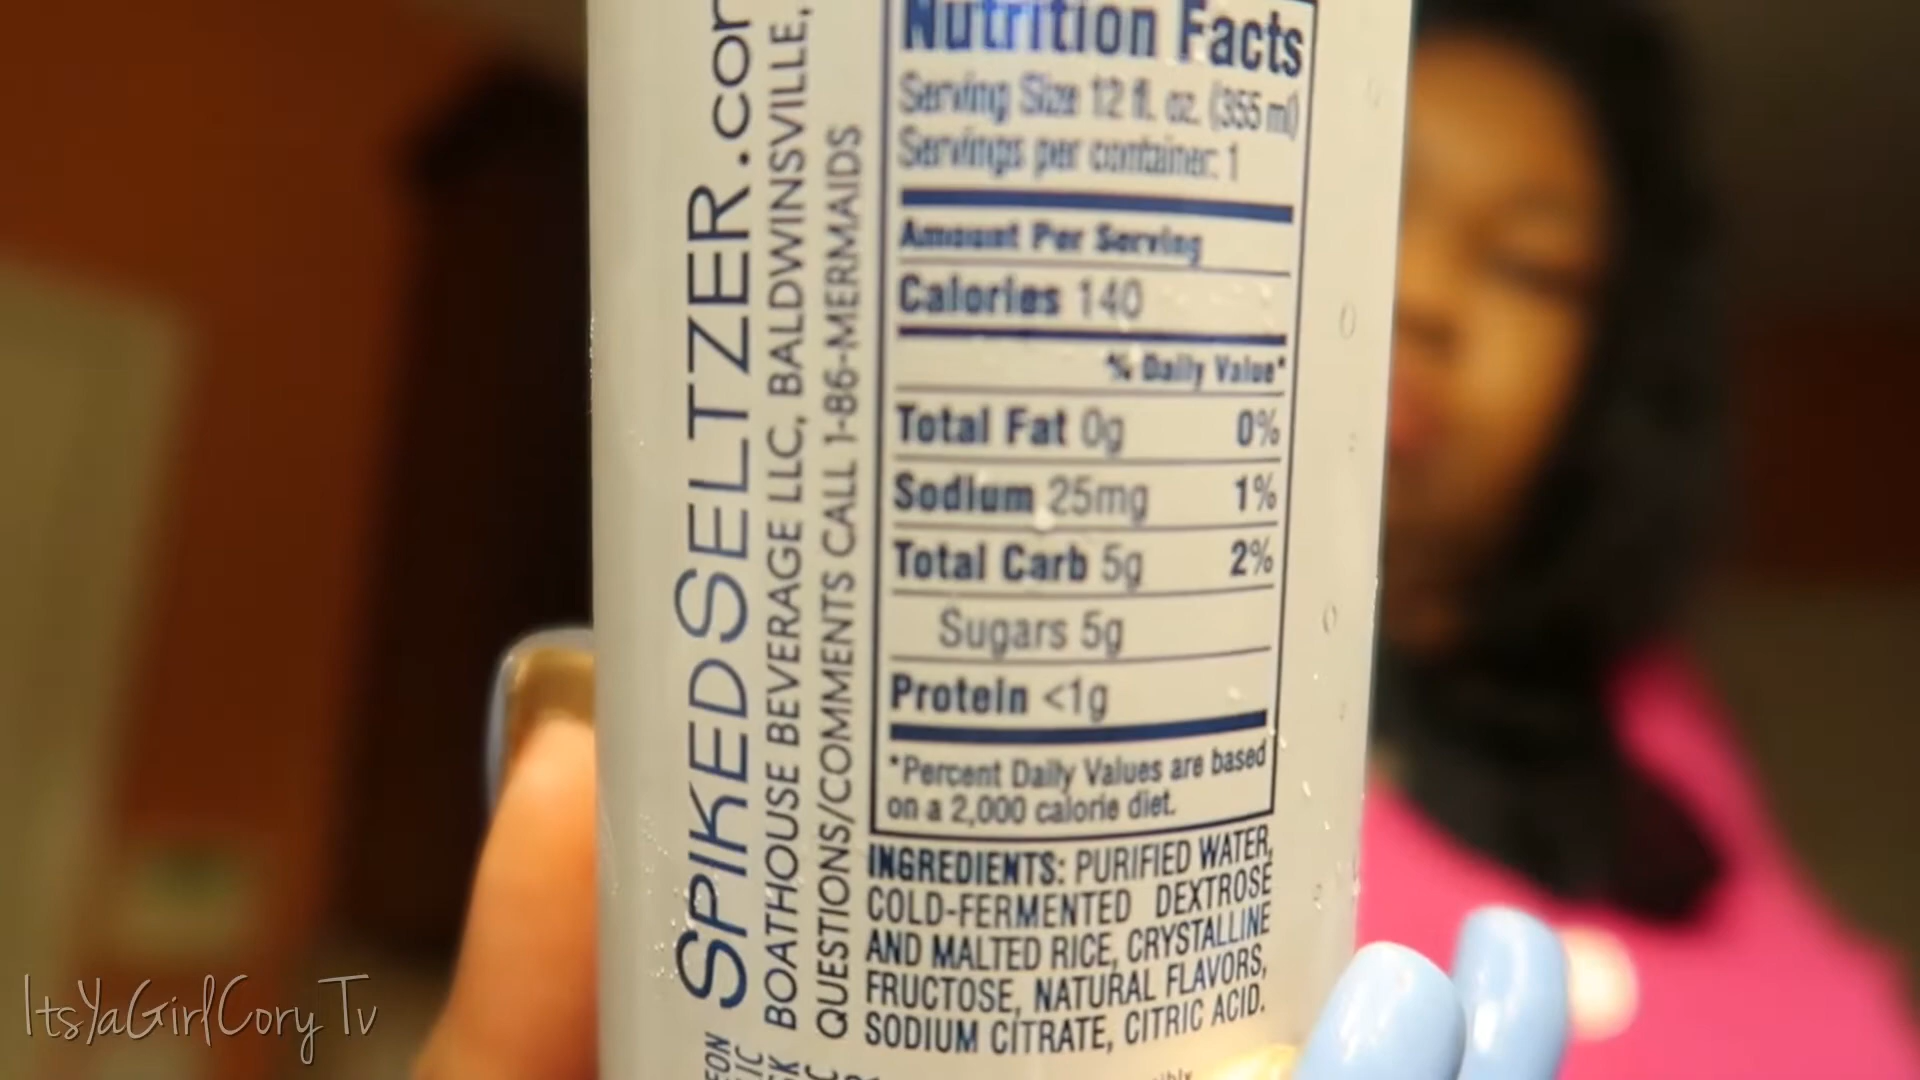 SPIKEDSELTZER.com
BOATHOUSE BEVERAGE LLC, BALDWINSVILLE,
QUESTIONS/COMMENTS CALL 1-86-MERMAIDS
Nutrition Facts
Serving Size 12 fl. oz. (355 ml)
Servings per container: 1
Amount Per Serving
Calories 140
% Daily Value*
Total Fat 0g 0%
Sodium 25mg 1%
Total Carb 5g 2%
Sugars 5g
Protein <1g
*Percent Daily Values are based
on a 2,000 calorie diet.
INGREDIENTS: PURIFIED WATER,
COLD-FERMENTED DEXTROSE
AND MALTED RICE, CRYSTALLINE
FRUCTOSE, NATURAL FLAVORS,
SODIUM CITRATE, CITRIC ACID.
ItsYaGirlCory Tv